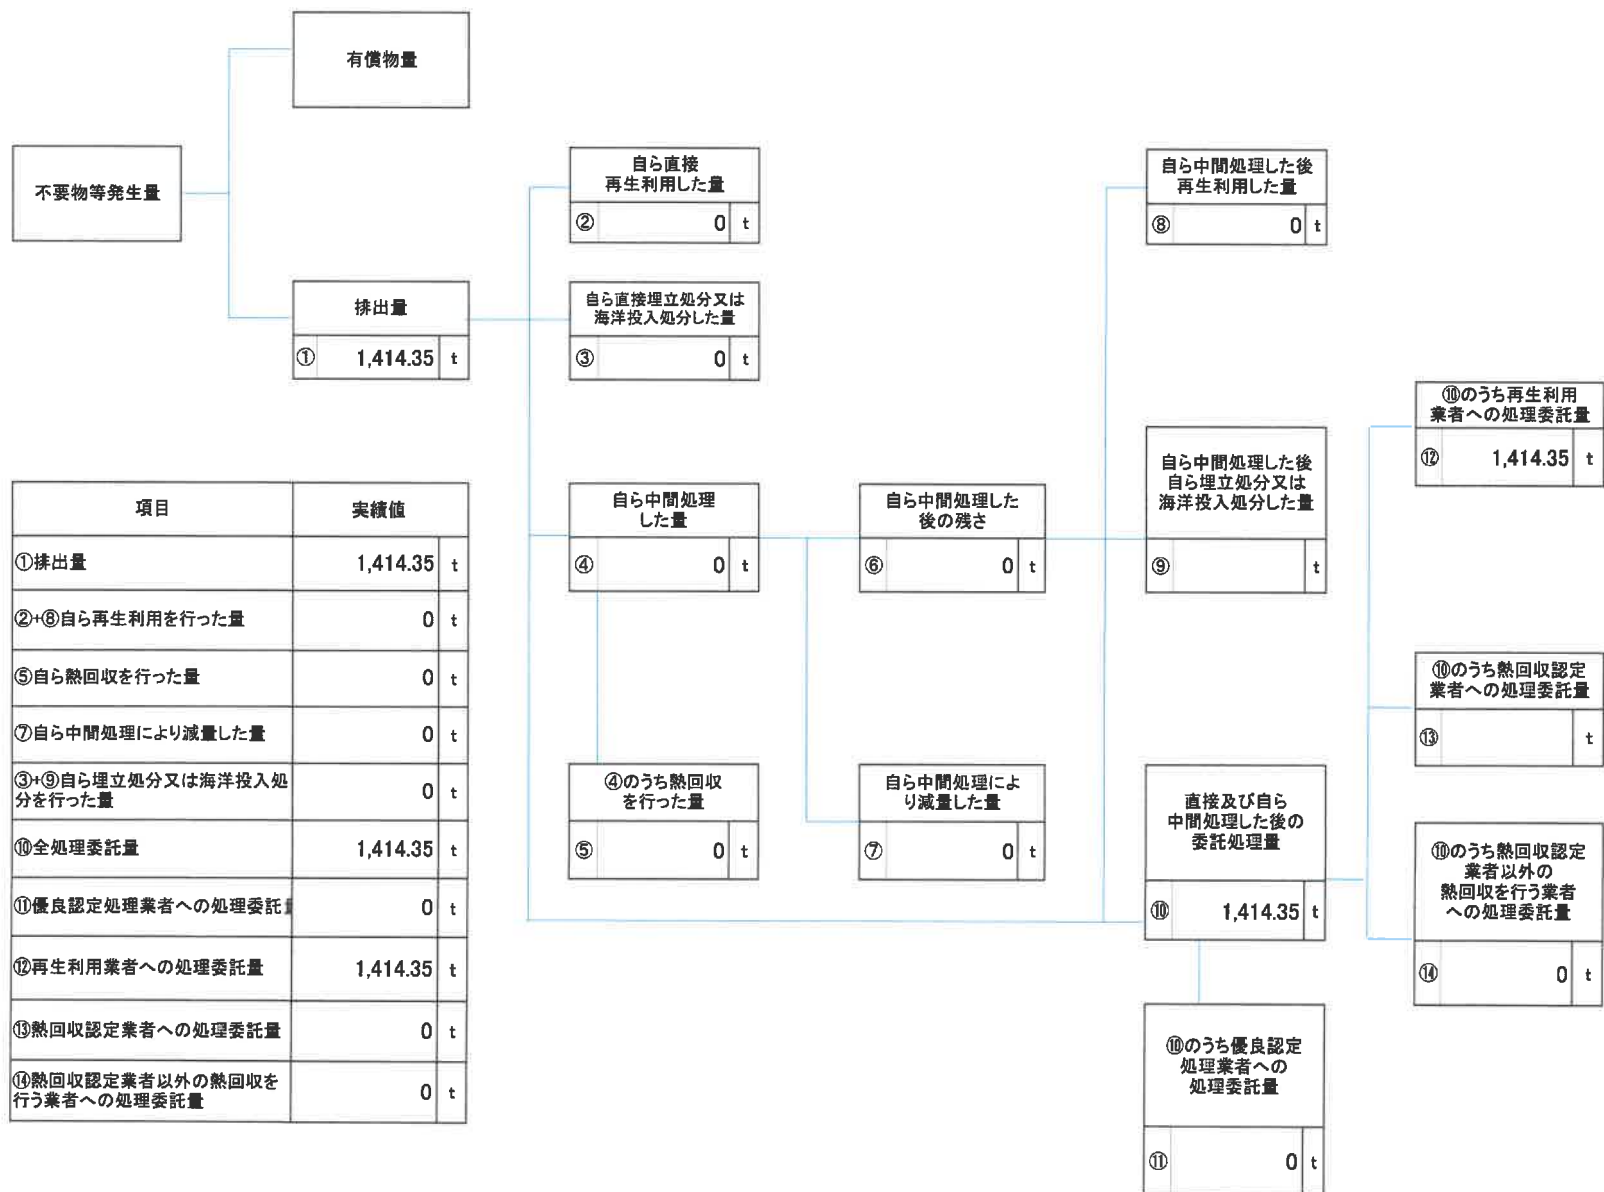 有償物量
不要物等発生量
排出量
① 1,414.35 t
自ら直接
再生利用した量
② 0 t
自ら直接埋立処分又は
海洋投入処分した量
③ 0 t
自ら中間処理
した量
④ 0 t
④のうち熱回収
を行った量
⑤ 0 t
自ら中間処理した
後の残さ
⑥ 0 t
自ら中間処理によ
り減量した量
⑦ 0 t
自ら中間処理した後
再生利用した量
⑧ 0 t
自ら中間処理した後
自ら埋立処分又は
海洋投入処分した量
⑨ t
直接及び自ら
中間処理した後の
委託処理量
⑩ 1,414.35 t
⑩のうち優良認定
処理業者への
処理委託量
⑪ 0 t
⑩のうち再生利用
業者への処理委託量
⑫ 1,414.35 t
⑩のうち熱回収認定
業者への処理委託量
⑬ t
⑩のうち熱回収認定
業者以外の
熱回収を行う業者
への処理委託量
⑭ 0 t
項目 実績値
①排出量 1,414.35 t
②+⑧自ら再生利用を行った量 0 t
⑤自ら熱回収を行った量 0 t
⑦自ら中間処理により減量した量 0 t
③+⑨自ら埋立処分又は海洋投入処
分を行った量 0 t
⑩全処理委託量 1,414.35 t
⑪優良認定処理業者への処理委託 0 t
⑫再生利用業者への処理委託量 1,414.35 t
⑬熱回収認定業者への処理委託量 0 t
⑭熱回収認定業者以外の熱回収を
行う業者への処理委託量 0 t